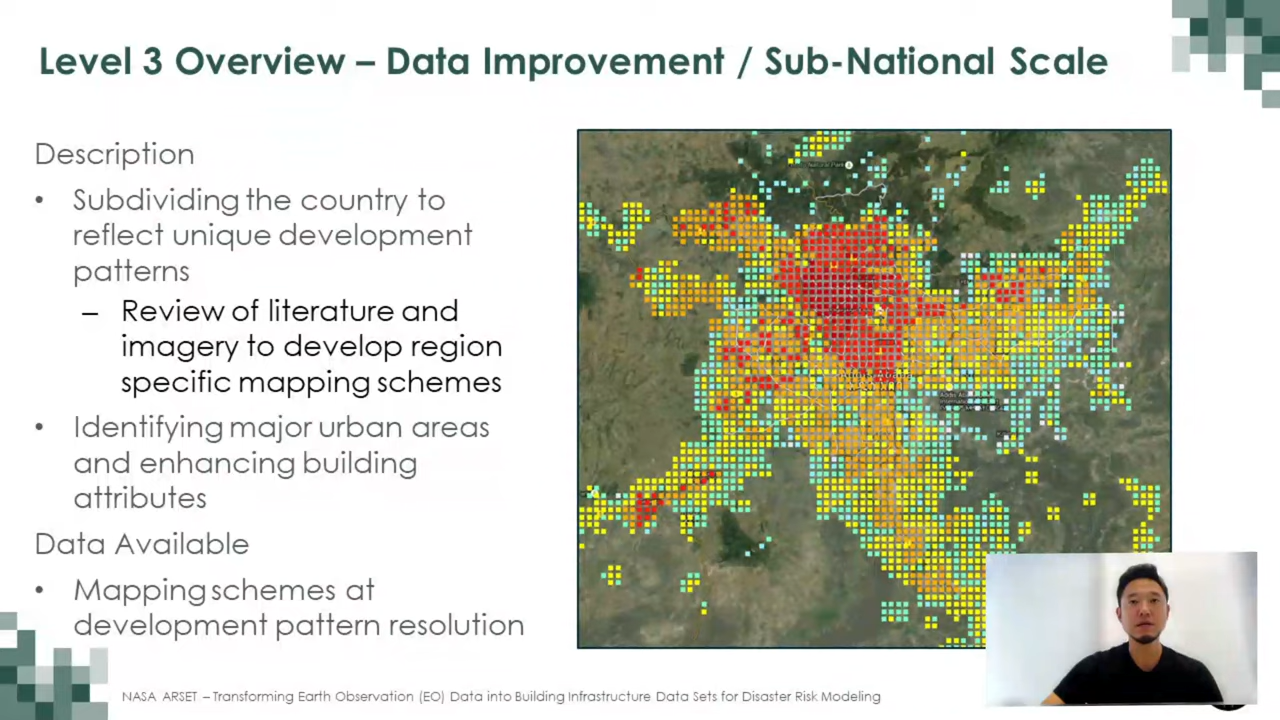 Level 3 Overview – Data Improvement / Sub-National Scale
Description
• Subdividing the country to
reflect unique development
patterns
– Review of literature and
imagery to develop region
specific mapping schemes
• Identifying major urban areas
and enhancing building
attributes
Data Available
• Mapping schemes at
development pattern resolution
NASA ARSET – Transforming Earth Observation (EO) Data into Building Infrastructure Data Sets for Disaster Risk Modeling